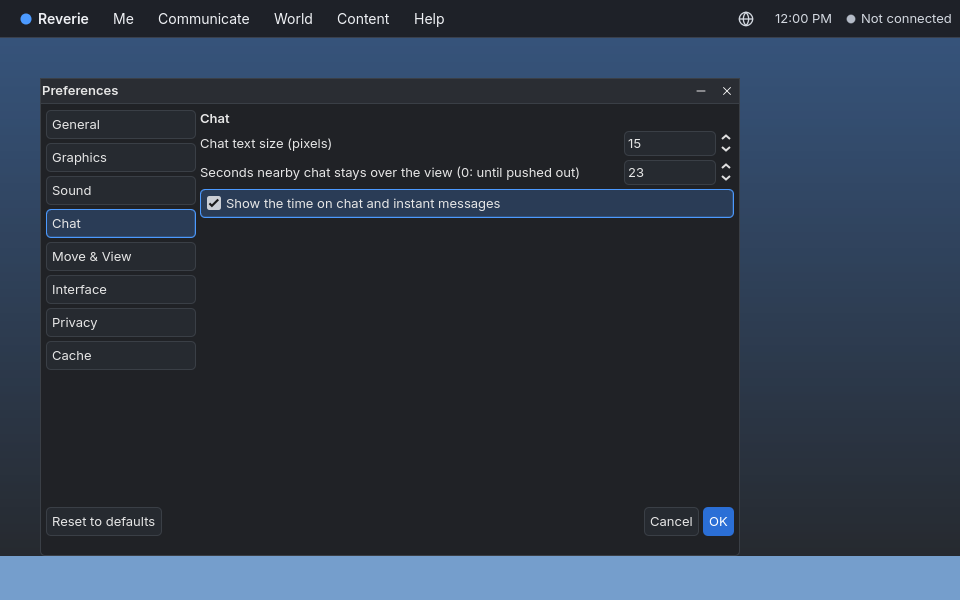 Reverie Me Communicate World Content Help 12:00 PM Not connected
Preferences
General
Graphics
Sound
Chat
Move & View
Interface
Privacy
Cache
Chat
Chat text size (pixels) 15
Seconds nearby chat stays over the view (0: until pushed out) 23
Show the time on chat and instant messages
Reset to defaults Cancel OK